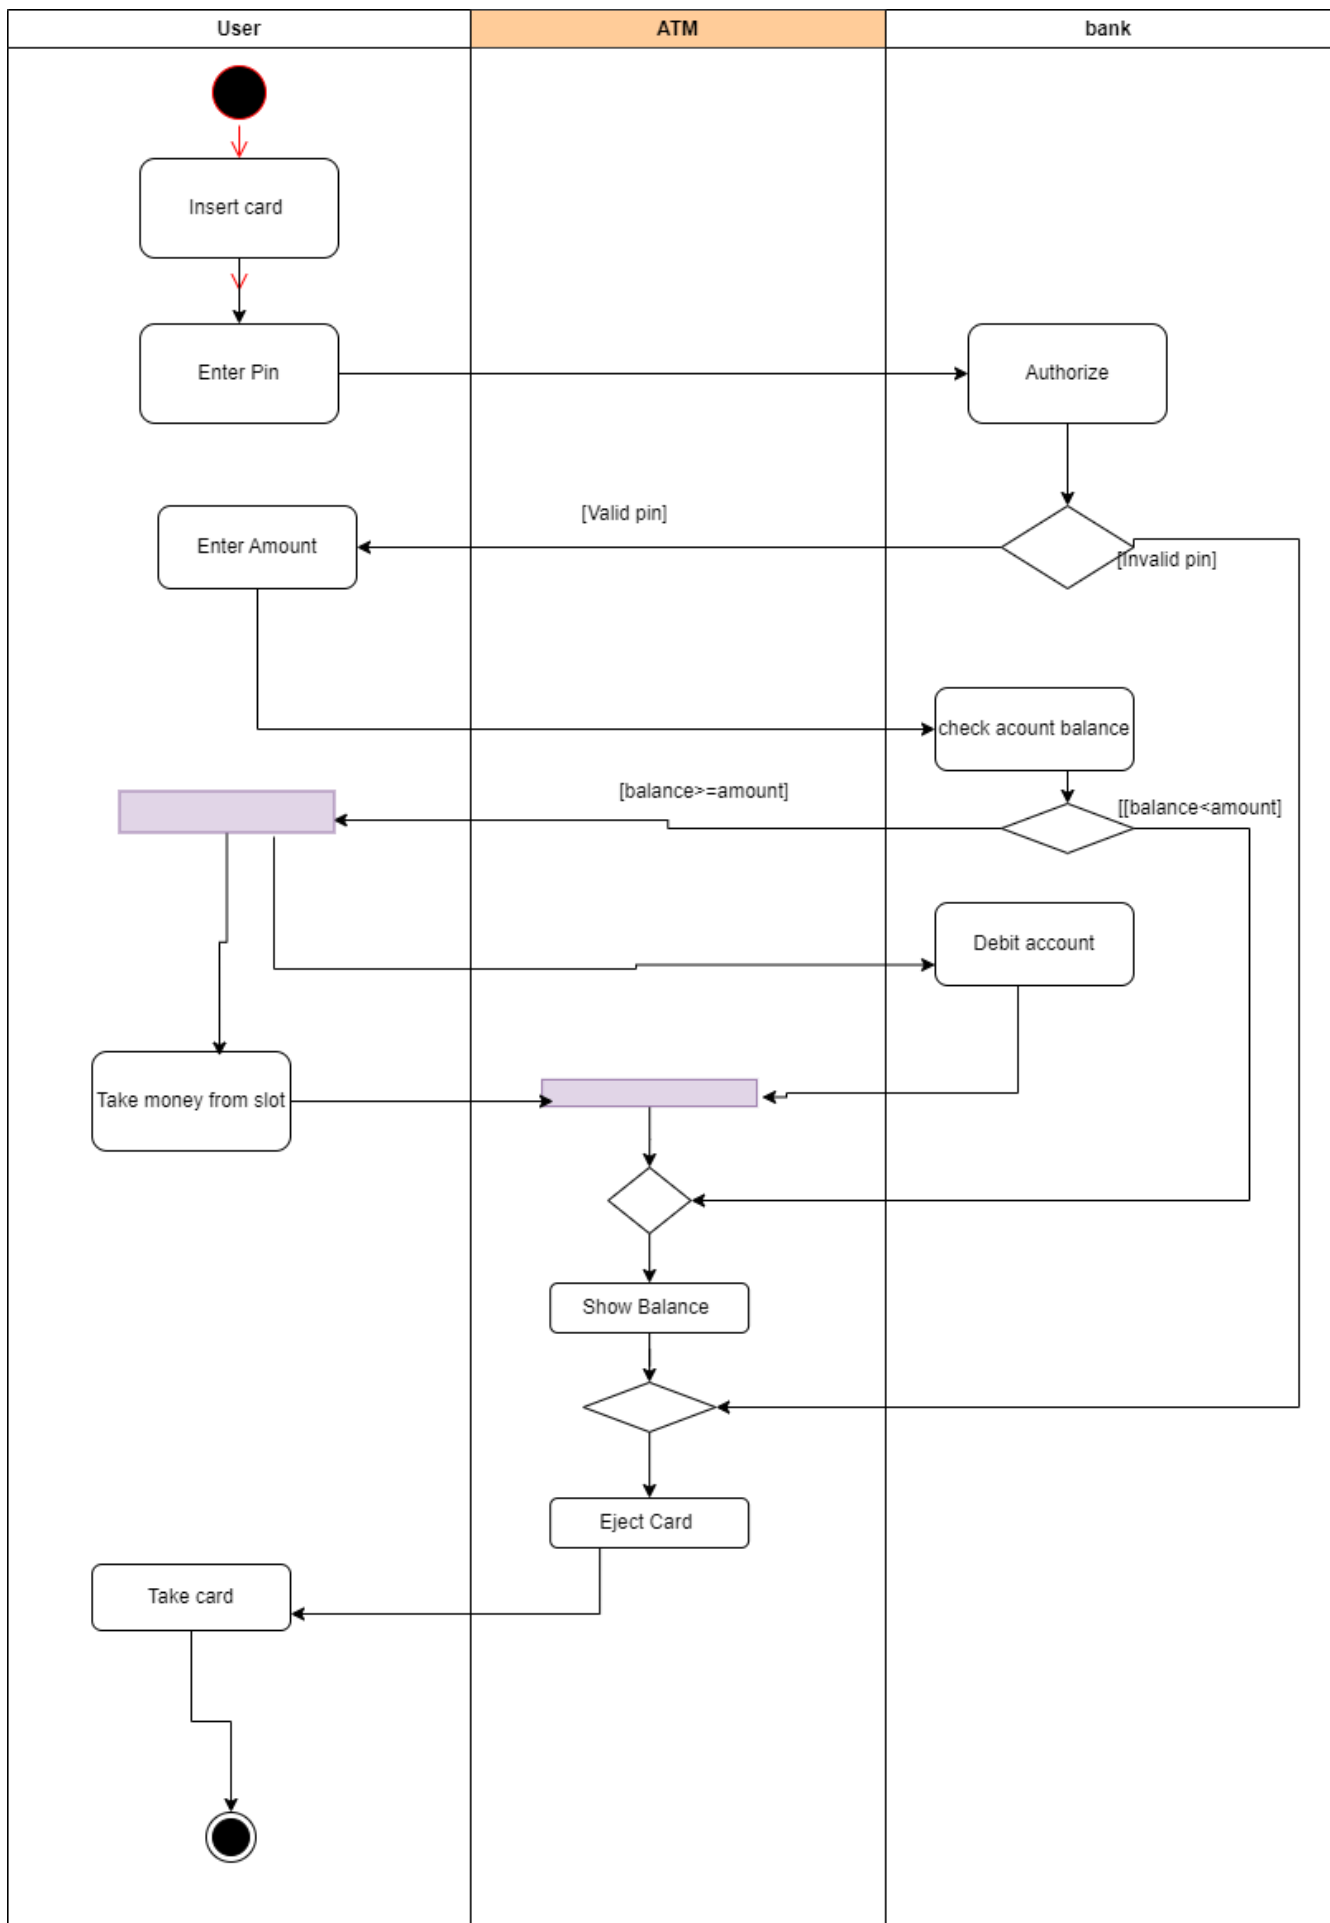 User
ATM
bank
Insert card
Enter Pin
Authorize
[Valid pin]
Enter Amount
[Invalid pin]
check acount balance
[balance>=amount]
[[balance<amount]
Debit account
Take money from slot
Show Balance
Eject Card
Take card